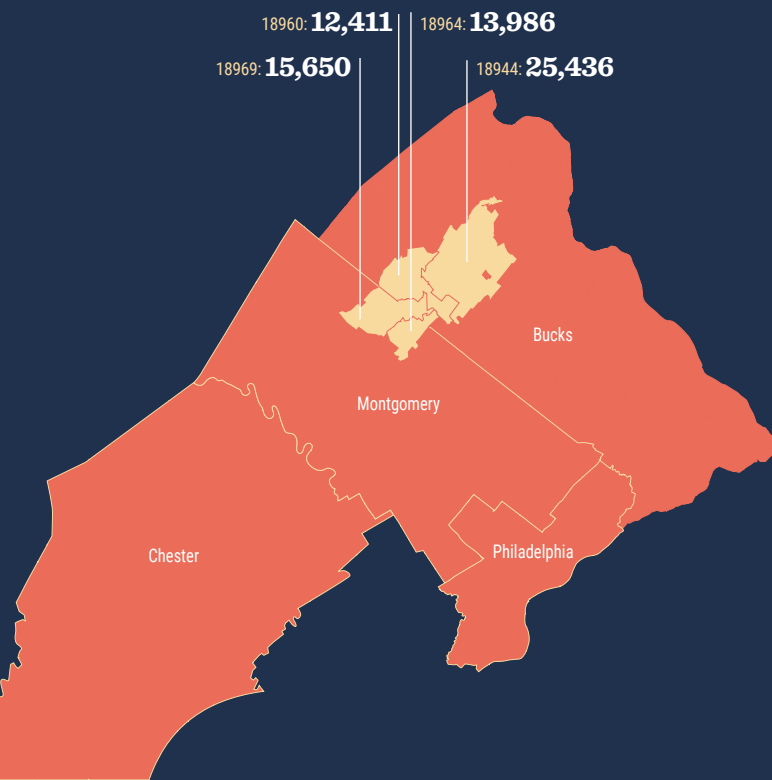 18960: 12,411
18964: 13,986
18969: 15,650
18944: 25,436
Bucks
Montgomery
Chester
Philadelphia